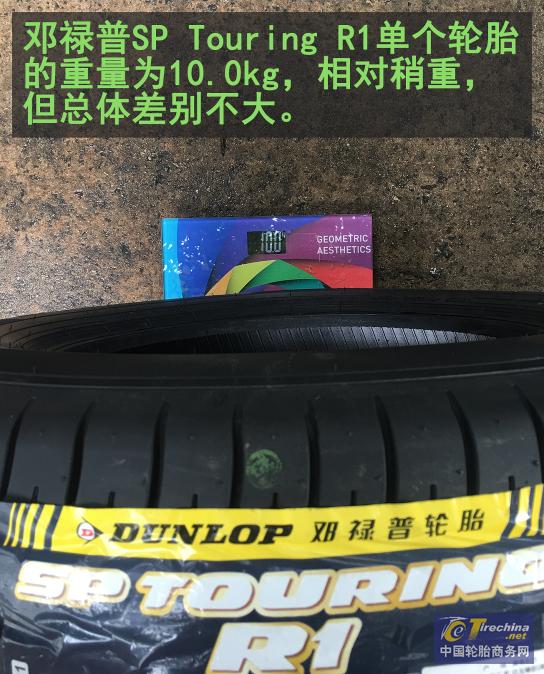 邓禄普SP Touring R1单个轮胎
的重量为10.0kg，相对稍重，
但总体差别不大。
100
GEOMETRIC
AESTHETICS
DUNLOP 邓禄普轮胎
SP TOURING
R1
Tirechina
.net
中国轮胎商务网